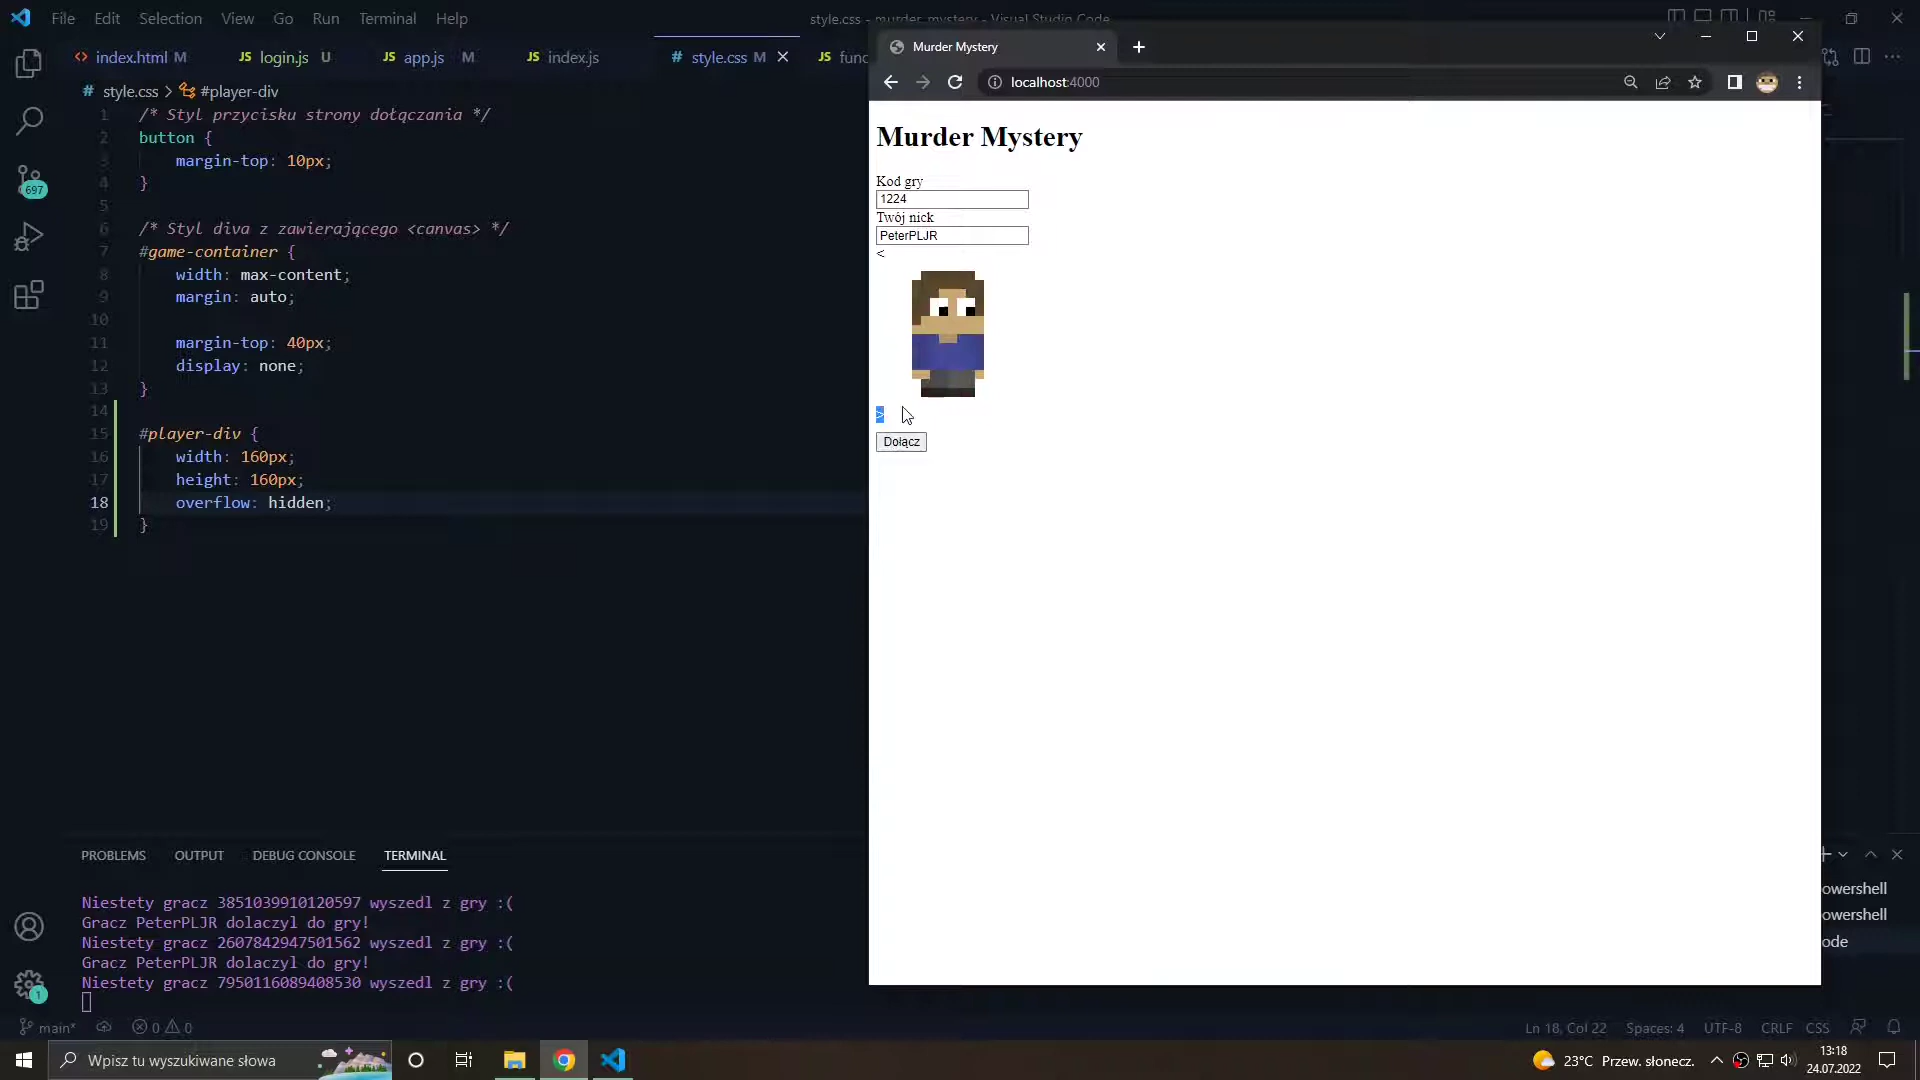 File Edit Selection View Go Run Terminal Help
style.css - murder_mystery - Visual Studio Code
index.html M
JS login.js U
JS app.js M
JS index.js
# style.css M
JS func
# style.css > #player-div
1 /* Styl przycisku strony dołączania */
2 button {
3 margin-top: 10px;
4 }
5
6 /* Styl diva z zawierającego <canvas> */
7 #game-container {
8 width: max-content;
9 margin: auto;
10
11 margin-top: 40px;
12 display: none;
13 }
14
15 #player-div {
16 width: 160px;
17 height: 160px;
18 overflow: hidden;
19 }
697
1
PROBLEMS OUTPUT DEBUG CONSOLE TERMINAL
Niestety gracz 3851039910120597 wyszedl z gry :(
Gracz PeterPLJR dolaczyl do gry!
Niestety gracz 2607842947501562 wyszedl z gry :(
Gracz PeterPLJR dolaczyl do gry!
Niestety gracz 7950116089408530 wyszedl z gry :(
owershell
owershell
ode
main* 0 0
Ln 18, Col 22 Spaces: 4 UTF-8 CRLF CSS
Murder Mystery
localhost:4000
Murder Mystery
Kod gry
1224
Twój nick
PeterPLJR
<
>
Dołącz
Wpisz tu wyszukiwane słowa
23°C Przew. słonecz.
13:18
24.07.2022